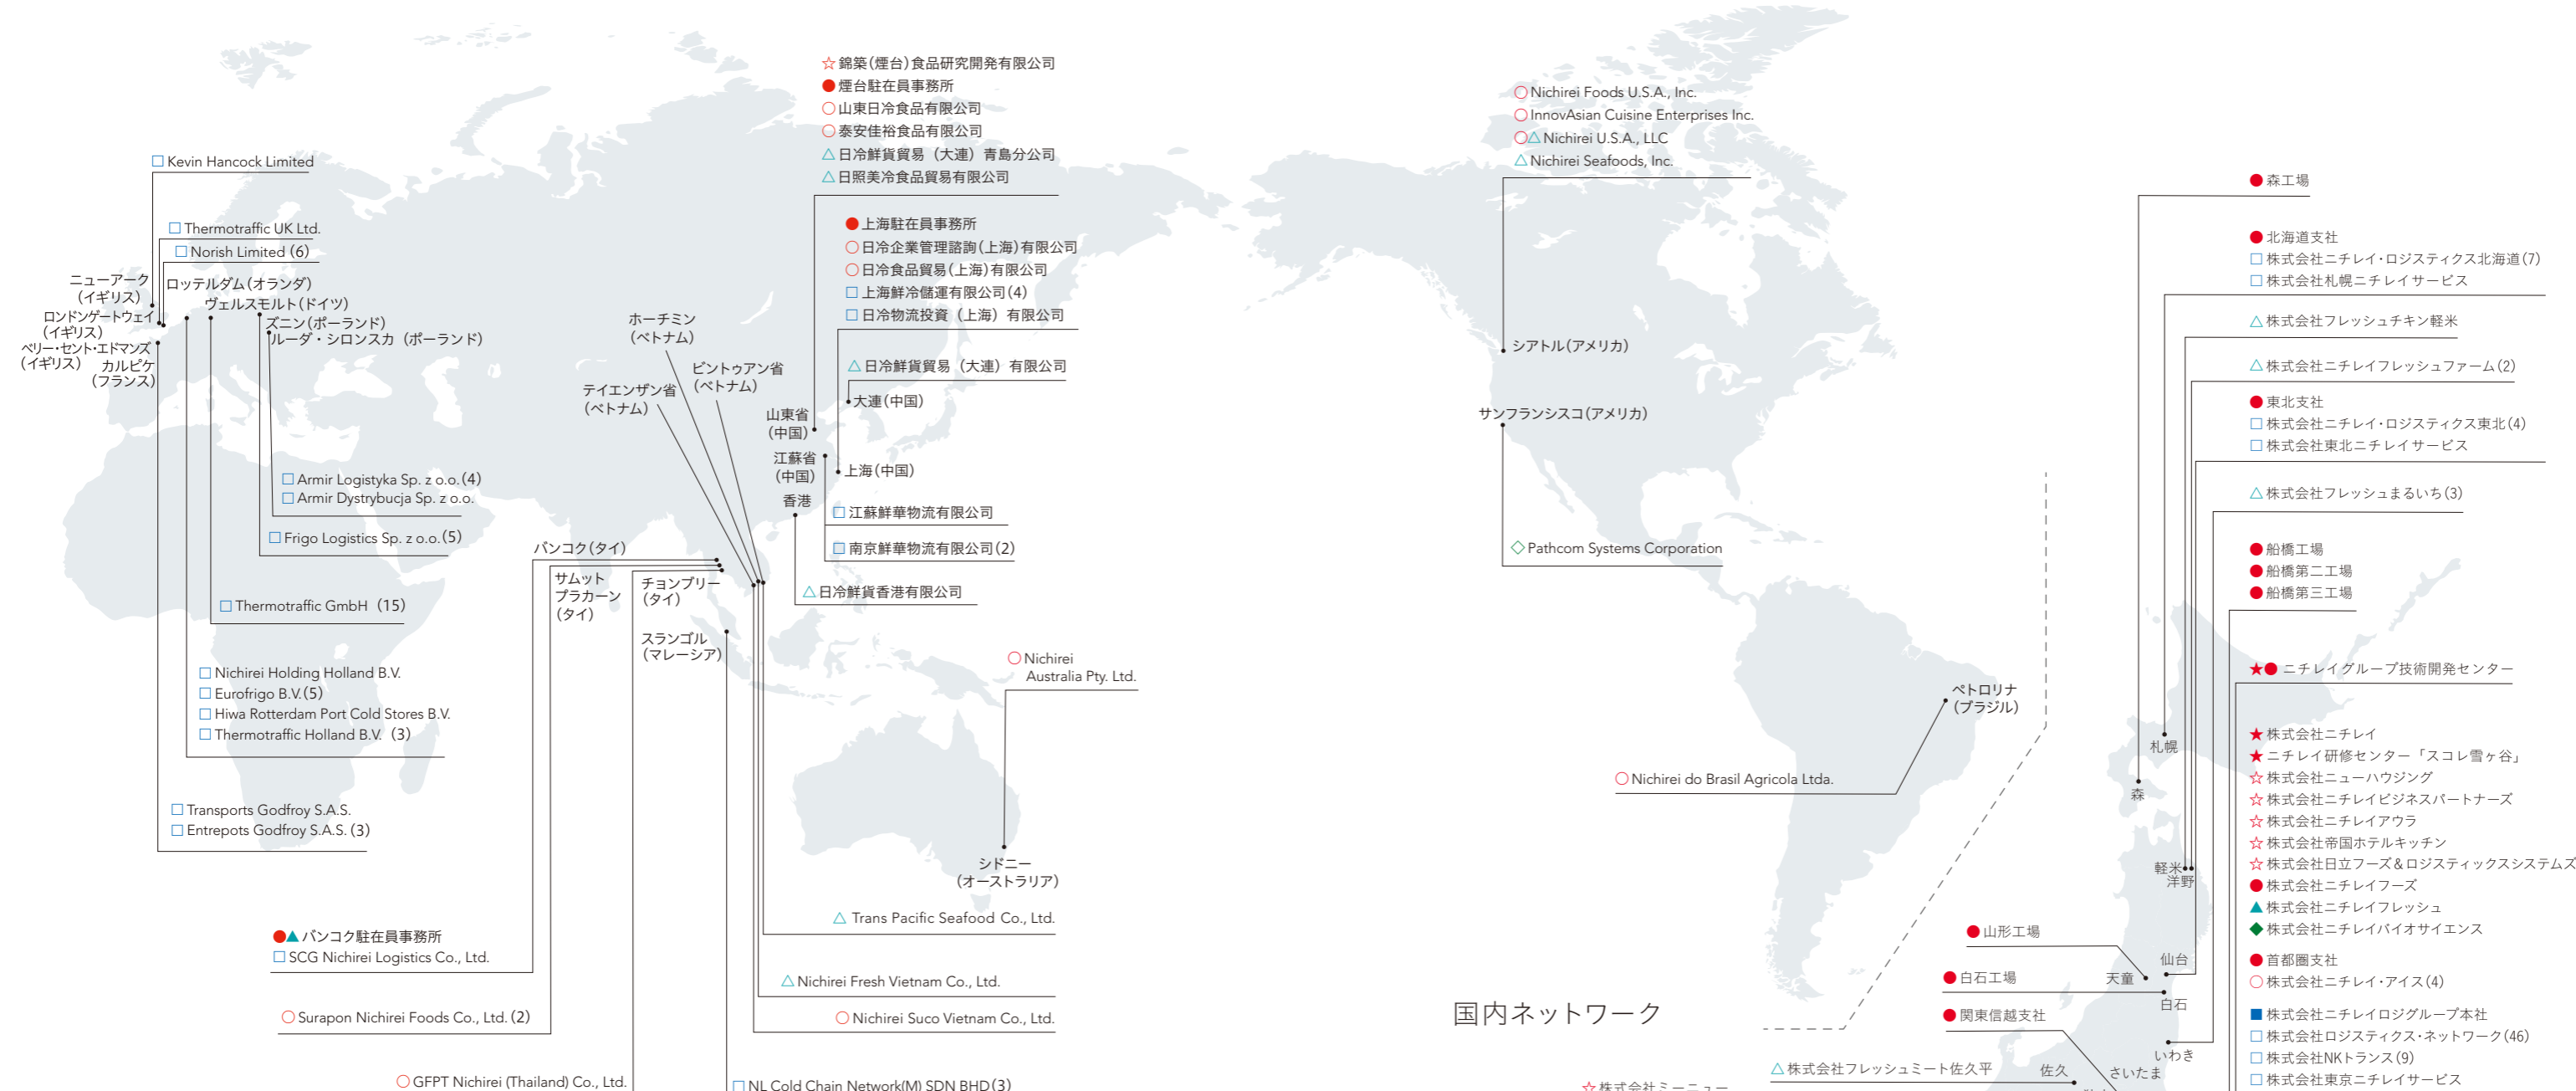 ☆錦築(煙台)食品研究開発有限公司
●煙台駐在員事務所
○山東日冷食品有限公司
○泰安佳裕食品有限公司
△日冷鮮貨貿易（大連）青島分公司
△日照美冷食品貿易有限公司
●上海駐在員事務所
○日冷企業管理諮詢(上海)有限公司
○日冷食品貿易(上海)有限公司
□上海鮮冷儲運有限公司(4)
□日冷物流投資（上海）有限公司
△日冷鮮貨貿易（大連）有限公司
大連(中国)
山東省
(中国)
江蘇省
(中国)
上海(中国)
香港
□江蘇鮮華物流有限公司
□南京鮮華物流有限公司(2)
△日冷鮮貨香港有限公司
□Kevin Hancock Limited
□Thermotraffic UK Ltd.
□Norish Limited (6)
ニューアーク
(イギリス)
ロッテルダム(オランダ)
ヴェルスモルト(ドイツ)
ロンドンゲートウェイ
(イギリス)
ズニン(ポーランド)
ルーダ・シロンスカ（ポーランド)
ベリー・セント・エドマンズ
(イギリス)
カルピケ
(フランス)
□Armir Logistyka Sp. z o.o.(4)
□Armir Dystrybucja Sp. z o.o.
□Frigo Logistics Sp. z o.o.(5)
□Thermotraffic GmbH (15)
□Nichirei Holding Holland B.V.
□Eurofrigo B.V.(5)
□Hiwa Rotterdam Port Cold Stores B.V.
□Thermotraffic Holland B.V. (3)
□Transports Godfroy S.A.S.
□Entrepots Godfroy S.A.S.(3)
ホーチミン
(ベトナム)
ビントゥアン省
(ベトナム)
テイエンザン省
(ベトナム)
バンコク(タイ)
サムット
プラカーン
(タイ)
チョンブリー
(タイ)
スランゴル
(マレーシア)
●▲バンコク駐在員事務所
□SCG Nichirei Logistics Co., Ltd.
○Surapon Nichirei Foods Co., Ltd.(2)
○GFPT Nichirei (Thailand) Co., Ltd.
□NL Cold Chain Network(M) SDN BHD(3)
△Trans Pacific Seafood Co., Ltd.
△Nichirei Fresh Vietnam Co., Ltd.
○Nichirei Suco Vietnam Co., Ltd.
○Nichirei
Australia Pty. Ltd.
シドニー
(オーストラリア)
○Nichirei Foods U.S.A., Inc.
○InnovAsian Cuisine Enterprises Inc.
○△Nichirei U.S.A., LLC
△Nichirei Seafoods, Inc.
シアトル(アメリカ)
サンフランシスコ(アメリカ)
◇Pathcom Systems Corporation
ペトロリナ
(ブラジル)
○Nichirei do Brasil Agricola Ltda.
国内ネットワーク
●森工場
●北海道支社
□株式会社ニチレイ・ロジスティクス北海道(7)
□株式会社札幌ニチレイサービス
△株式会社フレッシュチキン軽米
△株式会社ニチレイフレッシュファーム(2)
●東北支社
□株式会社ニチレイ・ロジスティクス東北(4)
□株式会社東北ニチレイサービス
△株式会社フレッシュまるいち(3)
●船橋工場
●船橋第二工場
●船橋第三工場
★●ニチレイグループ技術開発センター
★株式会社ニチレイ
★ニチレイ研修センター「スコレ雪ヶ谷」
☆株式会社ニューハウジング
☆株式会社ニチレイビジネスパートナーズ
☆株式会社ニチレイアウラ
☆株式会社帝国ホテルキッチン
☆株式会社日立フーズ＆ロジスティックスシステムズ
●株式会社ニチレイフーズ
▲株式会社ニチレイフレッシュ
◆株式会社ニチレイバイオサイエンス
●首都圏支社
○株式会社ニチレイ・アイス(4)
■株式会社ニチレイロジグループ本社
□株式会社ロジスティクス・ネットワーク(46)
□株式会社NKトランス(9)
□株式会社東京ニチレイサービス
札幌
森
軽米
洋野
●山形工場
仙台
天童
●白石工場
白石
●関東信越支社
いわき
△株式会社フレッシュミート佐久平
佐久
さいたま
☆株式会社ミーニュー